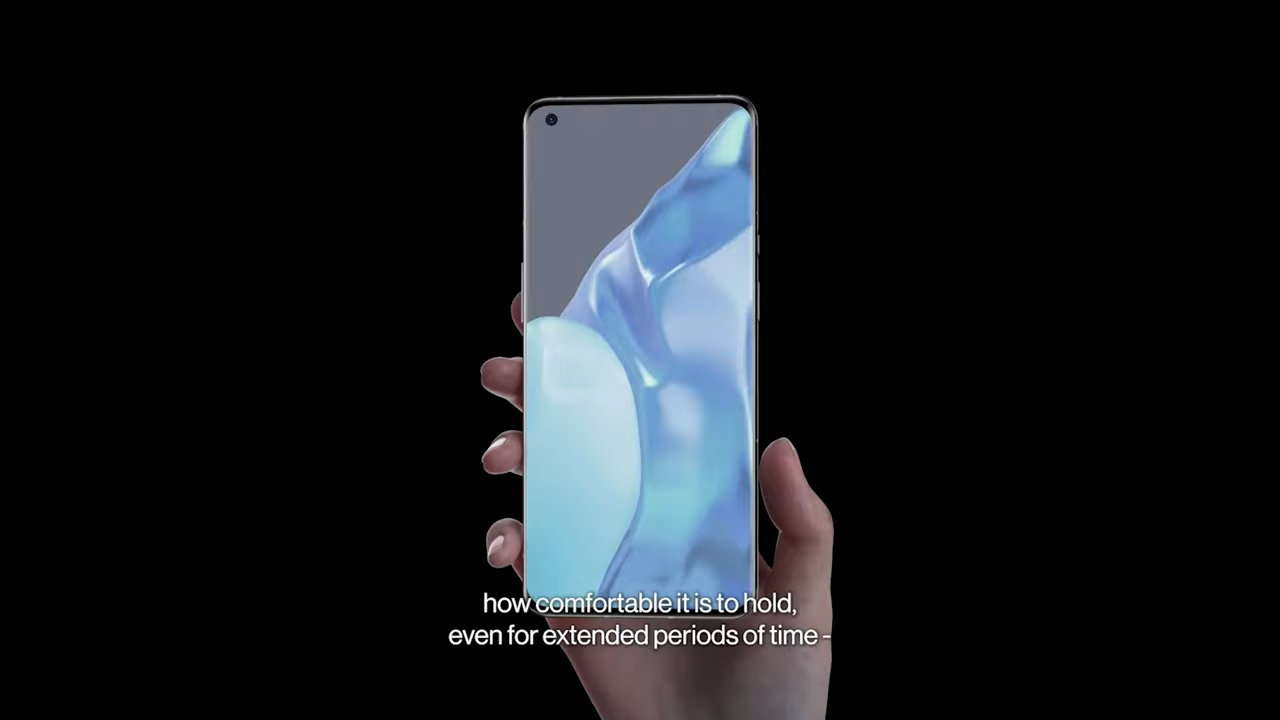 how comfortable it is to hold,
even for extended periods of time -